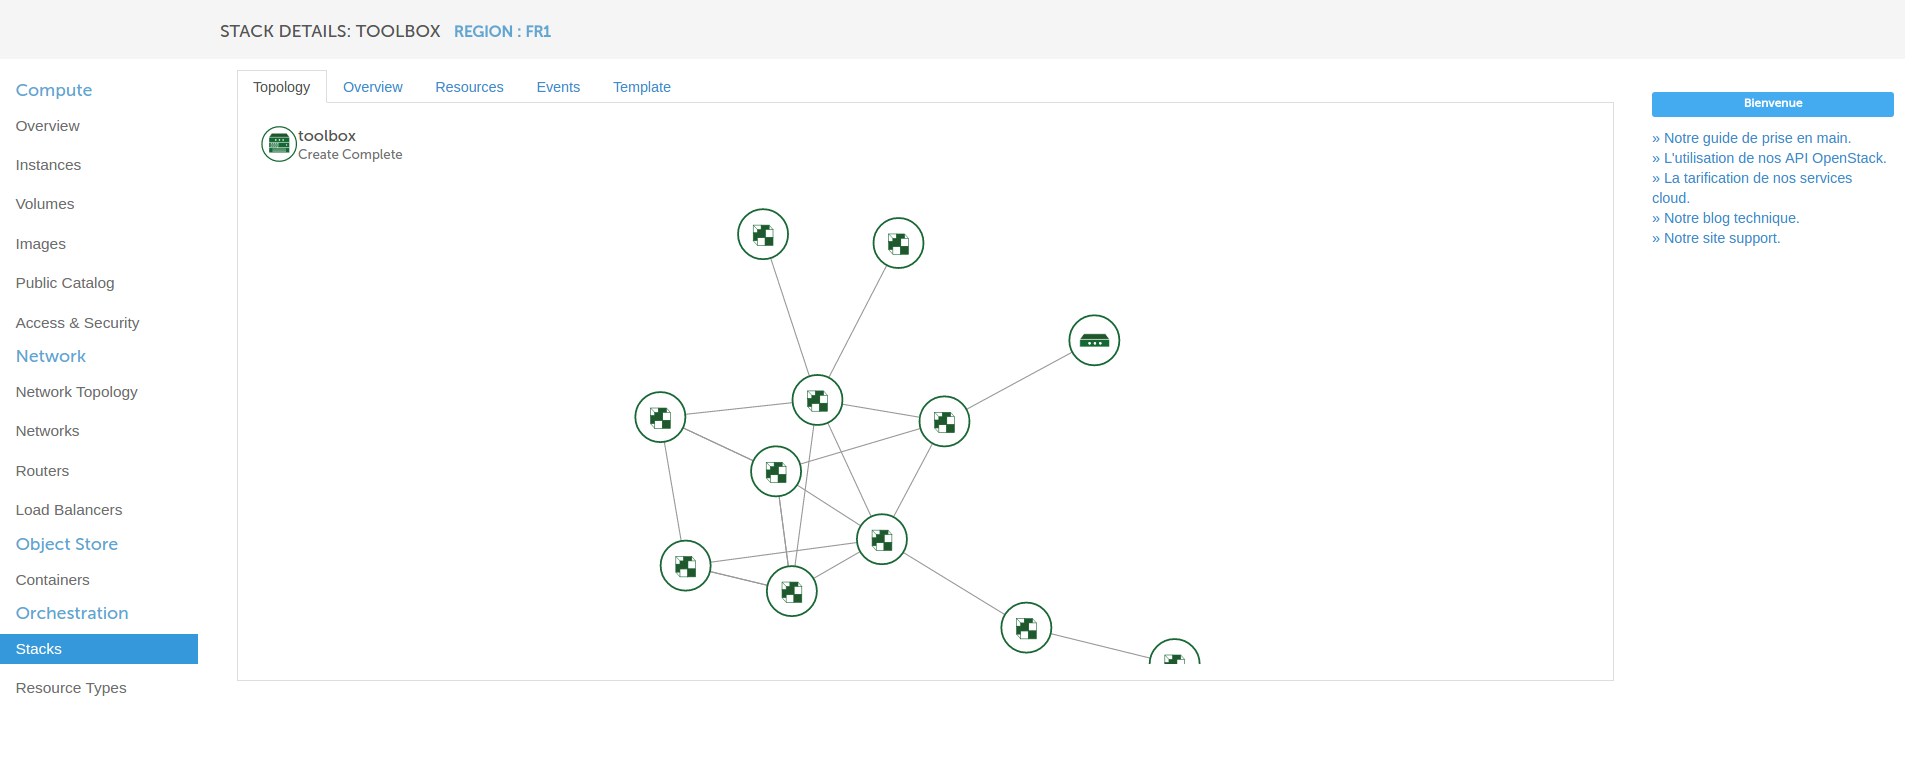 STACK DETAILS: TOOLBOX REGION : FR1
Compute
Overview
Instances
Volumes
Images
Public Catalog
Access & Security
Network
Network Topology
Networks
Routers
Load Balancers
Object Store
Containers
Orchestration
Stacks
Resource Types
Topology Overview Resources Events Template
toolbox
Create Complete
Bienvenue
» Notre guide de prise en main.
» L'utilisation de nos API OpenStack.
» La tarification de nos services
cloud.
» Notre blog technique.
» Notre site support.